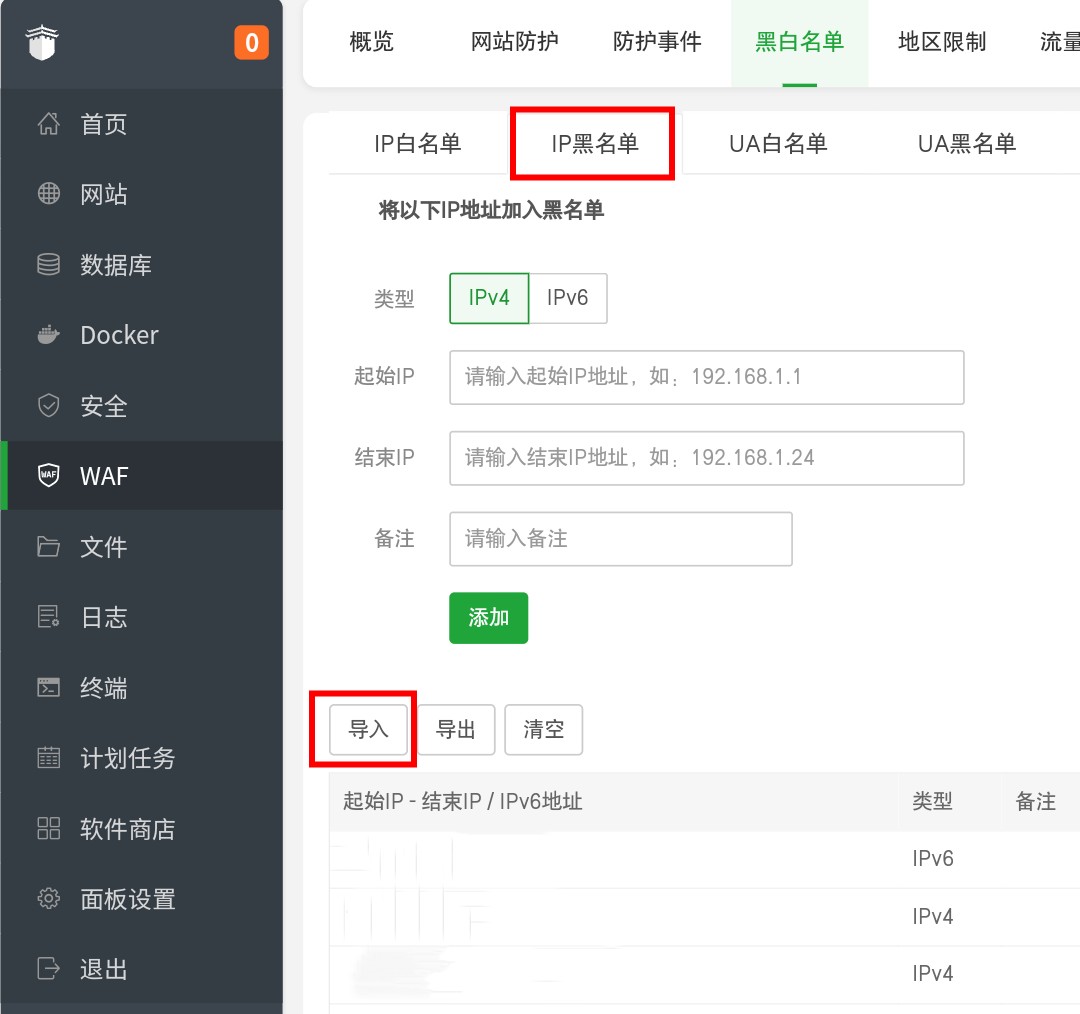 0
首页
网站
数据库
Docker
安全
WAF
文件
日志
终端
计划任务
软件商店
面板设置
退出
概览 网站防护 防护事件 黑白名单 地区限制 流量
IP白名单 IP黑名单 UA白名单 UA黑名单
将以下IP地址加入黑名单
类型 IPv4 IPv6
起始IP 请输入起始IP地址，如：192.168.1.1
结束IP 请输入结束IP地址，如：192.168.1.24
备注 请输入备注
添加
导入 导出 清空
起始IP - 结束IP / IPv6地址 类型 备注
IPv6
IPv4
IPv4